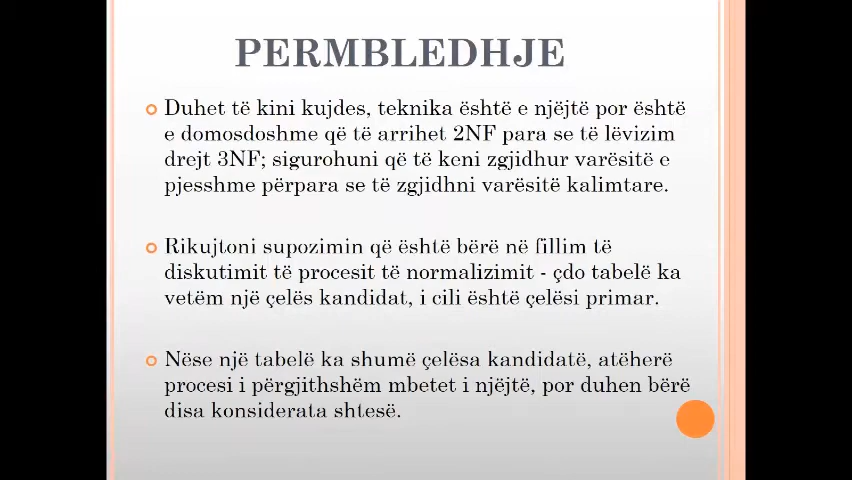 PERMBLEDHJE
Duhet të kini kujdes, teknika është e njëjtë por është
e domosdoshme që të arrihet 2NF para se të lëvizim
drejt 3NF; sigurohuni që të keni zgjidhur varësitë e
pjesshme përpara se të zgjidhni varësitë kalimtare.
Rikujtoni supozimin që është bërë në fillim të
diskutimit të procesit të normalizimit - çdo tabelë ka
vetëm një çelës kandidat, i cili është çelësi primar.
Nëse një tabelë ka shumë çelësa kandidatë, atëherë
procesi i përgjithshëm mbetet i njëjtë, por duhen bërë
disa konsiderata shtesë.